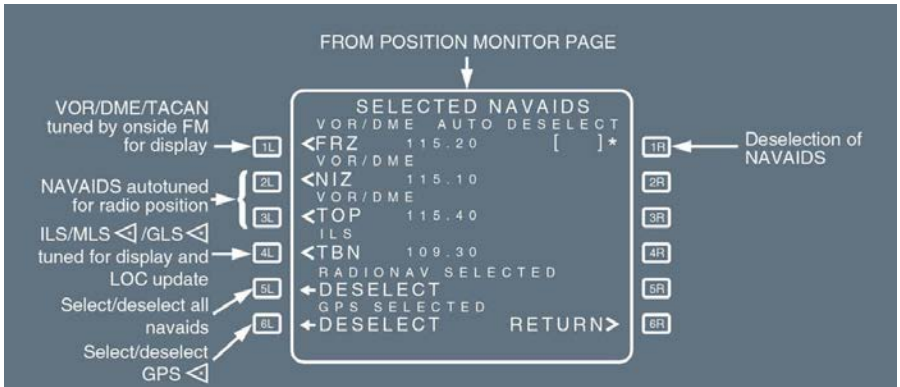 FROM POSITION MONITOR PAGE
VOR/DME/TACAN
tuned by onside FM
for display
NAVAIDS autotuned
for radio position
ILS/MLS /GLS
tuned for display and
LOC update
Select/deselect all
navaids
Select/deselect
GPS
1L
2L
3L
4L
5L
6L
SELECTED NAVAIDS
VOR/DME AUTO DESELECT
<FRZ 115.20 [ ]*
VOR/DME
<NIZ 115.10
VOR/DME
<TOP 115.40
ILS
<TBN 109.30
RADIONAV SELECTED
←DESELECT
GPS SELECTED
←DESELECT RETURN>
1R
2R
3R
4R
5R
6R
Deselection of
NAVAIDS